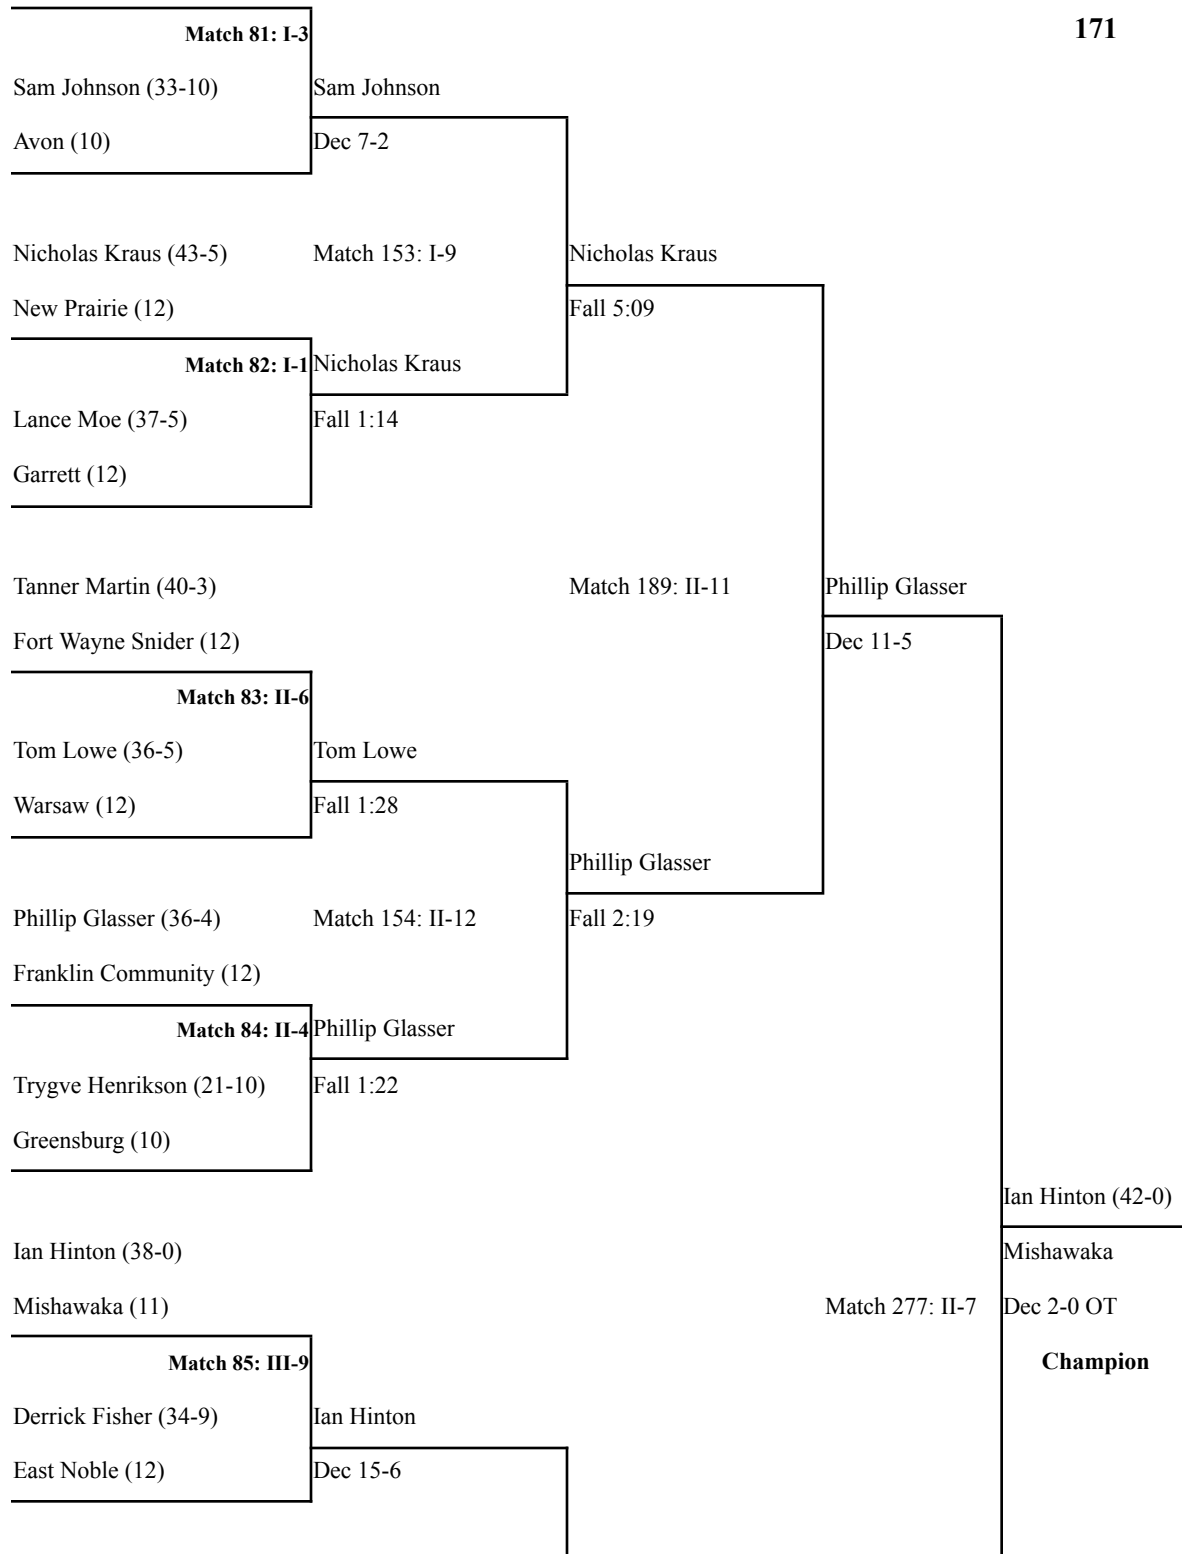 171
Match 81: I-3
Sam Johnson (33-10)
Sam Johnson
Avon (10)
Dec 7-2
Nicholas Kraus (43-5)
Match 153: I-9
Nicholas Kraus
New Prairie (12)
Fall 5:09
Match 82: I-1
Nicholas Kraus
Lance Moe (37-5)
Fall 1:14
Garrett (12)
Tanner Martin (40-3)
Match 189: II-11
Phillip Glasser
Fort Wayne Snider (12)
Dec 11-5
Match 83: II-6
Tom Lowe (36-5)
Tom Lowe
Warsaw (12)
Fall 1:28
Phillip Glasser
Phillip Glasser (36-4)
Match 154: II-12
Fall 2:19
Franklin Community (12)
Match 84: II-4
Phillip Glasser
Trygve Henrikson (21-10)
Fall 1:22
Greensburg (10)
Ian Hinton (42-0)
Ian Hinton (38-0)
Mishawaka
Mishawaka (11)
Match 277: II-7
Dec 2-0 OT
Match 85: III-9
Champion
Derrick Fisher (34-9)
Ian Hinton
East Noble (12)
Dec 15-6